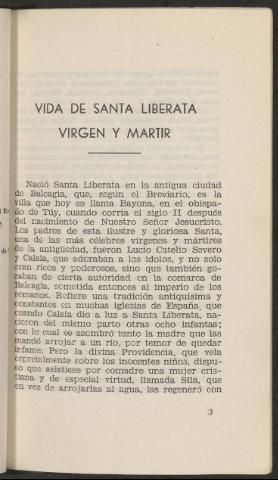 VIDA DE SANTA LIBERATA
VIRGEN Y MARTIR
Nació Santa Liberata en la antigua ciudad
de Balcagia, que, según el Breviario, es la
villa que hoy se llama Bayona, en el obispa-
do de Túy, cuando corría el siglo II después
del nacimiento de Nuestro Señor Jesucristo.
Los padres de esta ilustre y gloriosa Santa,
una de las más célebres vírgenes y mártires
de la antigüedad, fueron Lucio Catelio Severo
y Calsia, que adoraban a los ídolos, y no solo
eran ricos y poderosos, sino que también go-
zaban de cierta autoridad en la comarca de
Balcagia, sometida entonces al imperio de los
romanos. Refiere una tradición antiquísima y
constantes en muchas iglesias de España, que
cuando Calsia dio a luz a Santa Liberata, na-
cieron del mismo parto otras ocho infantas;
con lo cual se asombró tanto la madre que las
mandó arrojar a un río, por temor de quedar
infame. Pero la divina Providencia, que vela
especialmente sobre los inocentes niños, dispu-
so que asistiese por comadre una mujer cris-
tiana y de especial virtud, llamada Sila, que
en vez de arrojarlas al agua, las regeneró con
3